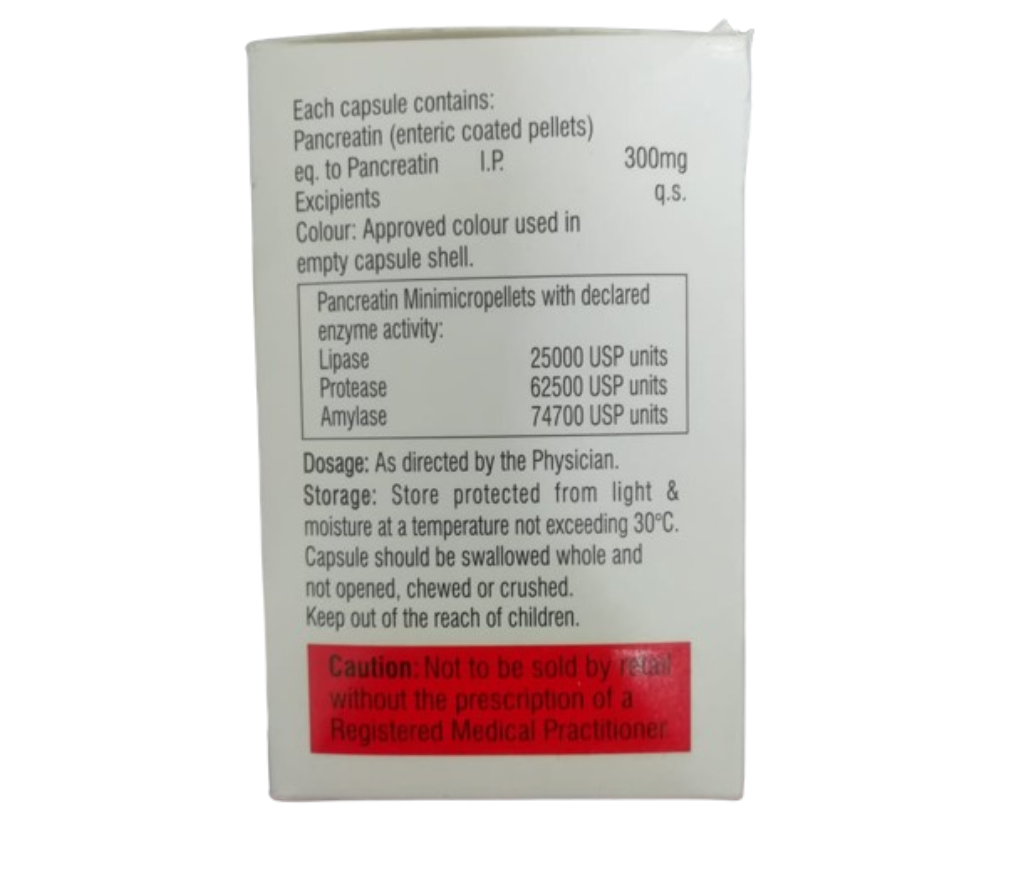 Each capsule contains:
Pancreatin (enteric coated pellets)
eq. to Pancreatin I.P. 300mg
Excipients q.s.
Colour: Approved colour used in
empty capsule shell.
Pancreatin Minimicropellets with declared
enzyme activity:
Lipase 25000 USP units
Protease 62500 USP units
Amylase 74700 USP units
Dosage: As directed by the Physician.
Storage: Store protected from light &
moisture at a temperature not exceeding 30°C.
Capsule should be swallowed whole and
not opened, chewed or crushed.
Keep out of the reach of children.
Caution: Not to be sold by retail
without the prescription of a
Registered Medical Practitioner.